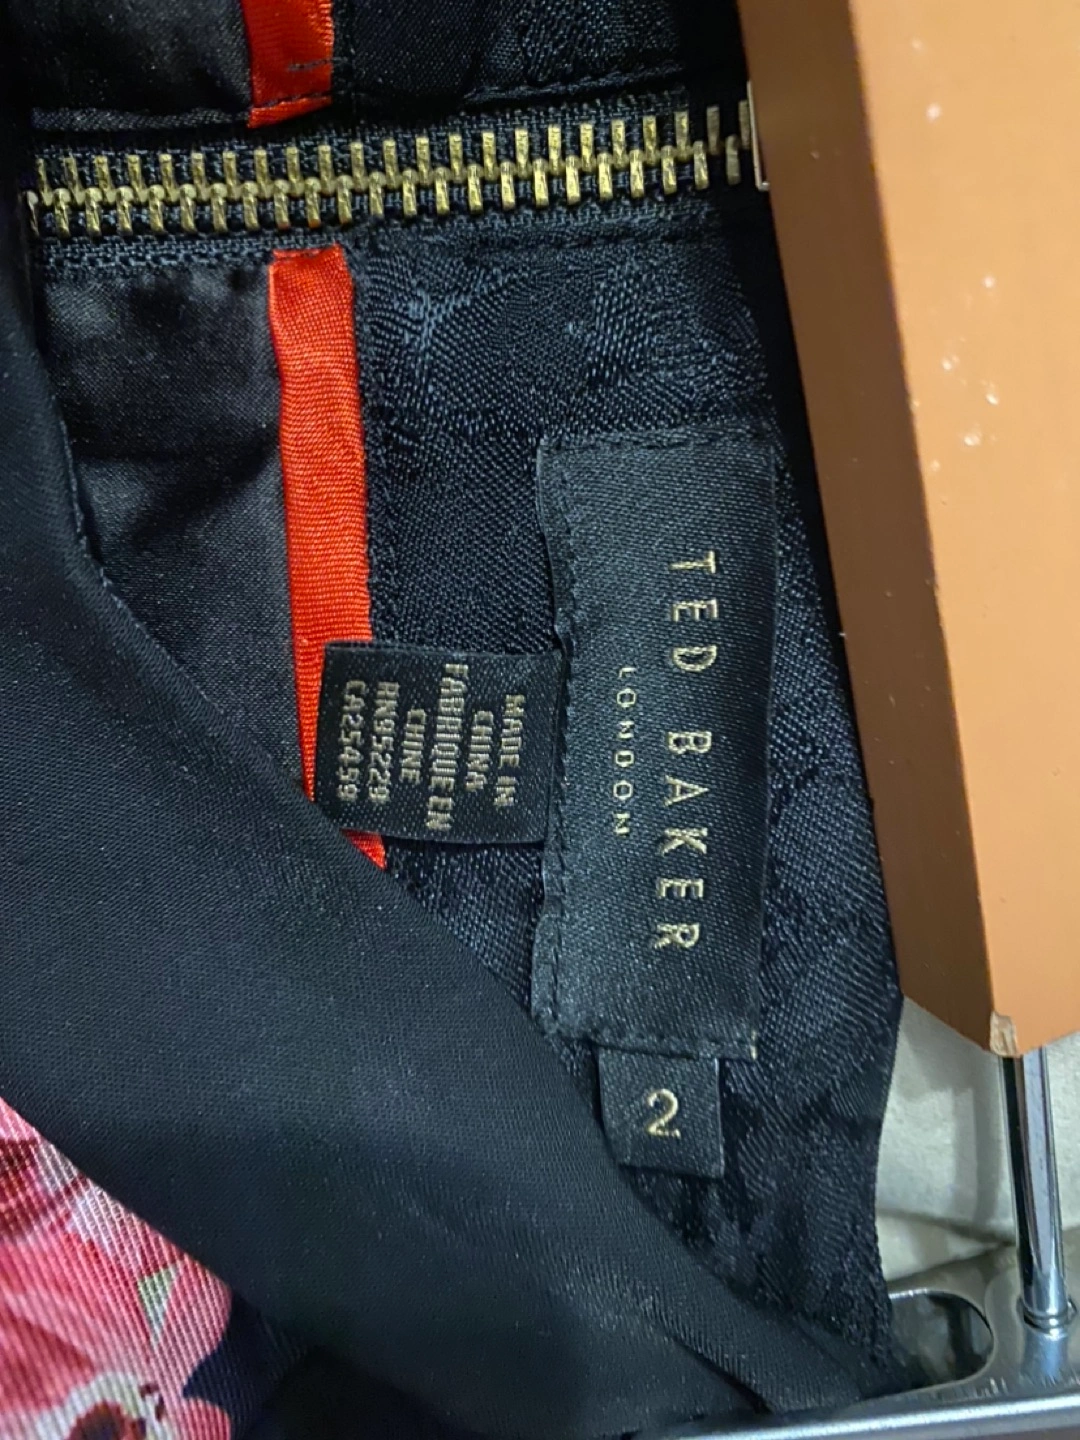 TED BAKER
LONDON
MADE IN
CHINA
FABRIQUE EN
CHINE
RN95229
CA25459
2